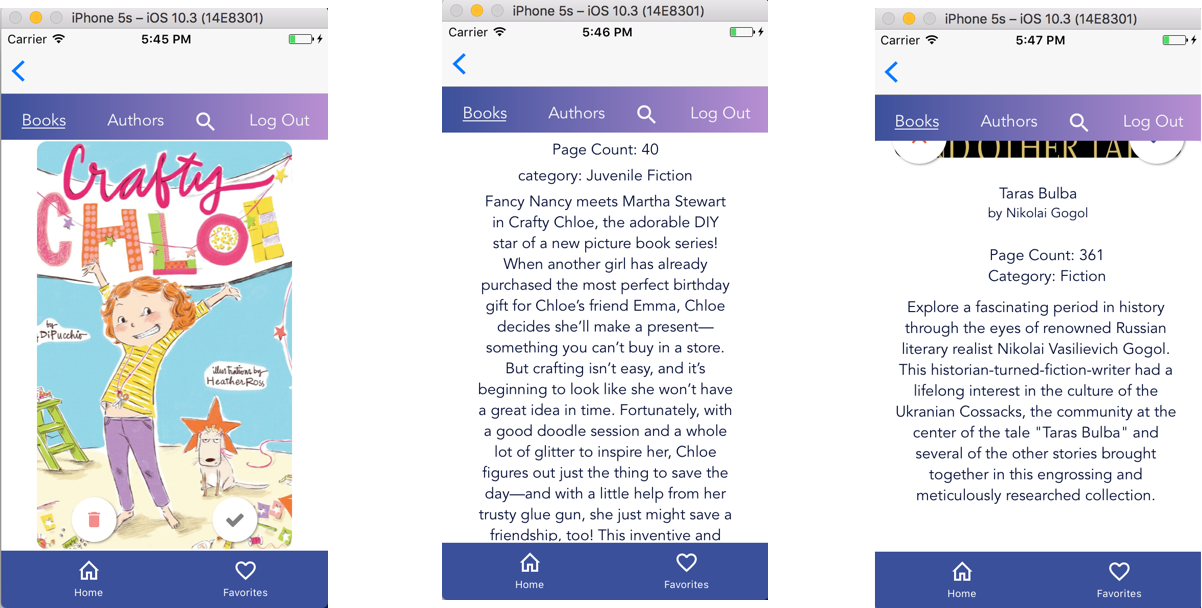 iPhone 5s – iOS 10.3 (14E8301)
Carrier 5:45 PM
Books Authors Log Out
Crafty
CHLOE
by
DiPucchio
illustrations by
Heather Ross
Home Favorites
iPhone 5s – iOS 10.3 (14E8301)
Carrier 5:46 PM
Books Authors Log Out
Page Count: 40
category: Juvenile Fiction
Fancy Nancy meets Martha Stewart
in Crafty Chloe, the adorable DIY
star of a new picture book series!
When another girl has already
purchased the most perfect birthday
gift for Chloe’s friend Emma, Chloe
decides she’ll make a present—
something you can’t buy in a store.
But crafting isn’t easy, and it’s
beginning to look like she won’t have
a great idea in time. Fortunately, with
a good doodle session and a whole
lot of glitter to inspire her, Chloe
figures out just the thing to save the
day—and with a little help from her
trusty glue gun, she just might save a
friendship, too! This inventive and
Home Favorites
iPhone 5s – iOS 10.3 (14E8301)
Carrier 5:47 PM
Books Authors Log Out
D OTHER TA
Taras Bulba
by Nikolai Gogol
Page Count: 361
Category: Fiction
Explore a fascinating period in history
through the eyes of renowned Russian
literary realist Nikolai Vasilievich Gogol.
This historian-turned-fiction-writer had a
lifelong interest in the culture of the
Ukranian Cossacks, the community at the
center of the tale "Taras Bulba" and
several of the other stories brought
together in this engrossing and
meticulously researched collection.
Home Favorites